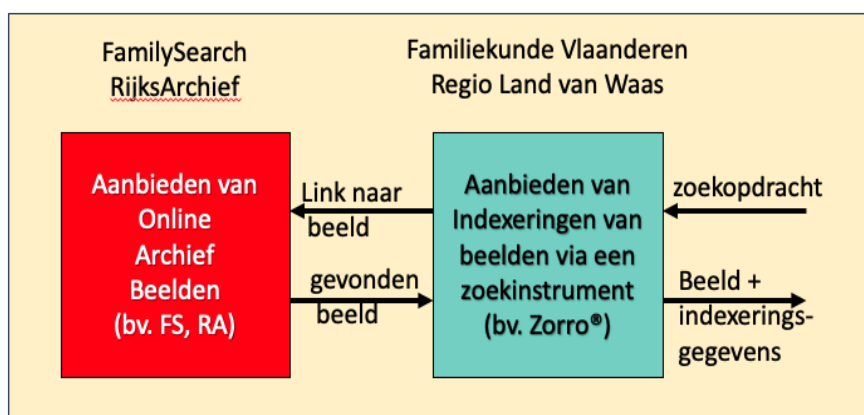 FamilySearch
RijksArchief
Familiekunde Vlaanderen
Regio Land van Waas
Aanbieden van
Online
Archief
Beelden
(bv. FS, RA)
Link naar
beeld
gevonden
beeld
Aanbieden van
Indexeringen van
beelden via een
zoekinstrument
(bv. Zorro®)
zoekopdracht
Beeld +
indexerings-
gegevens